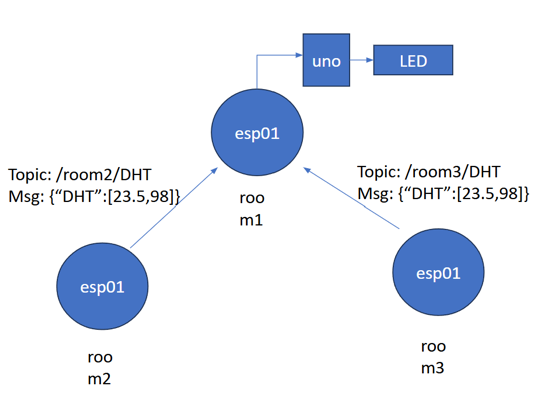 uno
LED
esp01
Topic: /room2/DHT
Msg: {“DHT”:[23.5,98]}
Topic: /room3/DHT
Msg: {“DHT”:[23.5,98]}
roo
m1
esp01
esp01
roo
m2
roo
m3